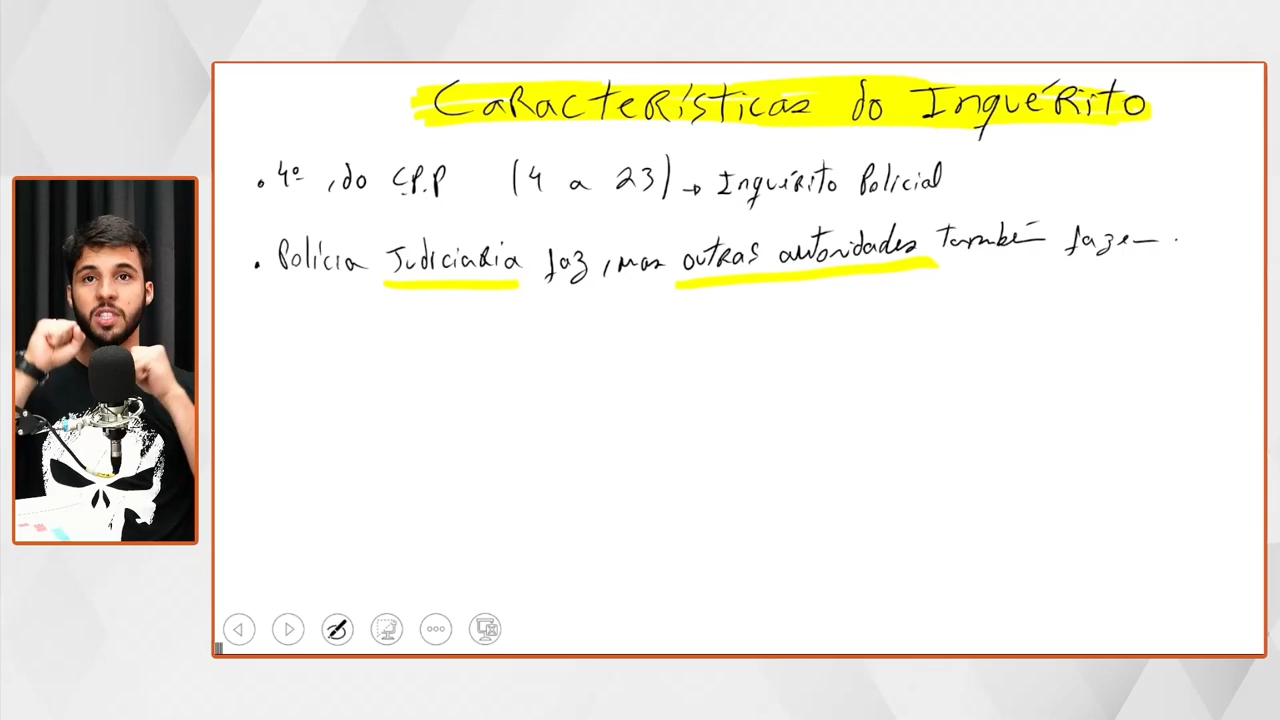 Características do Inquérito
. 4º , do C.P.P (4 a 23) → Inquérito Policial
. Polícia Judiciária faz, mas outras autoridades também fazem.